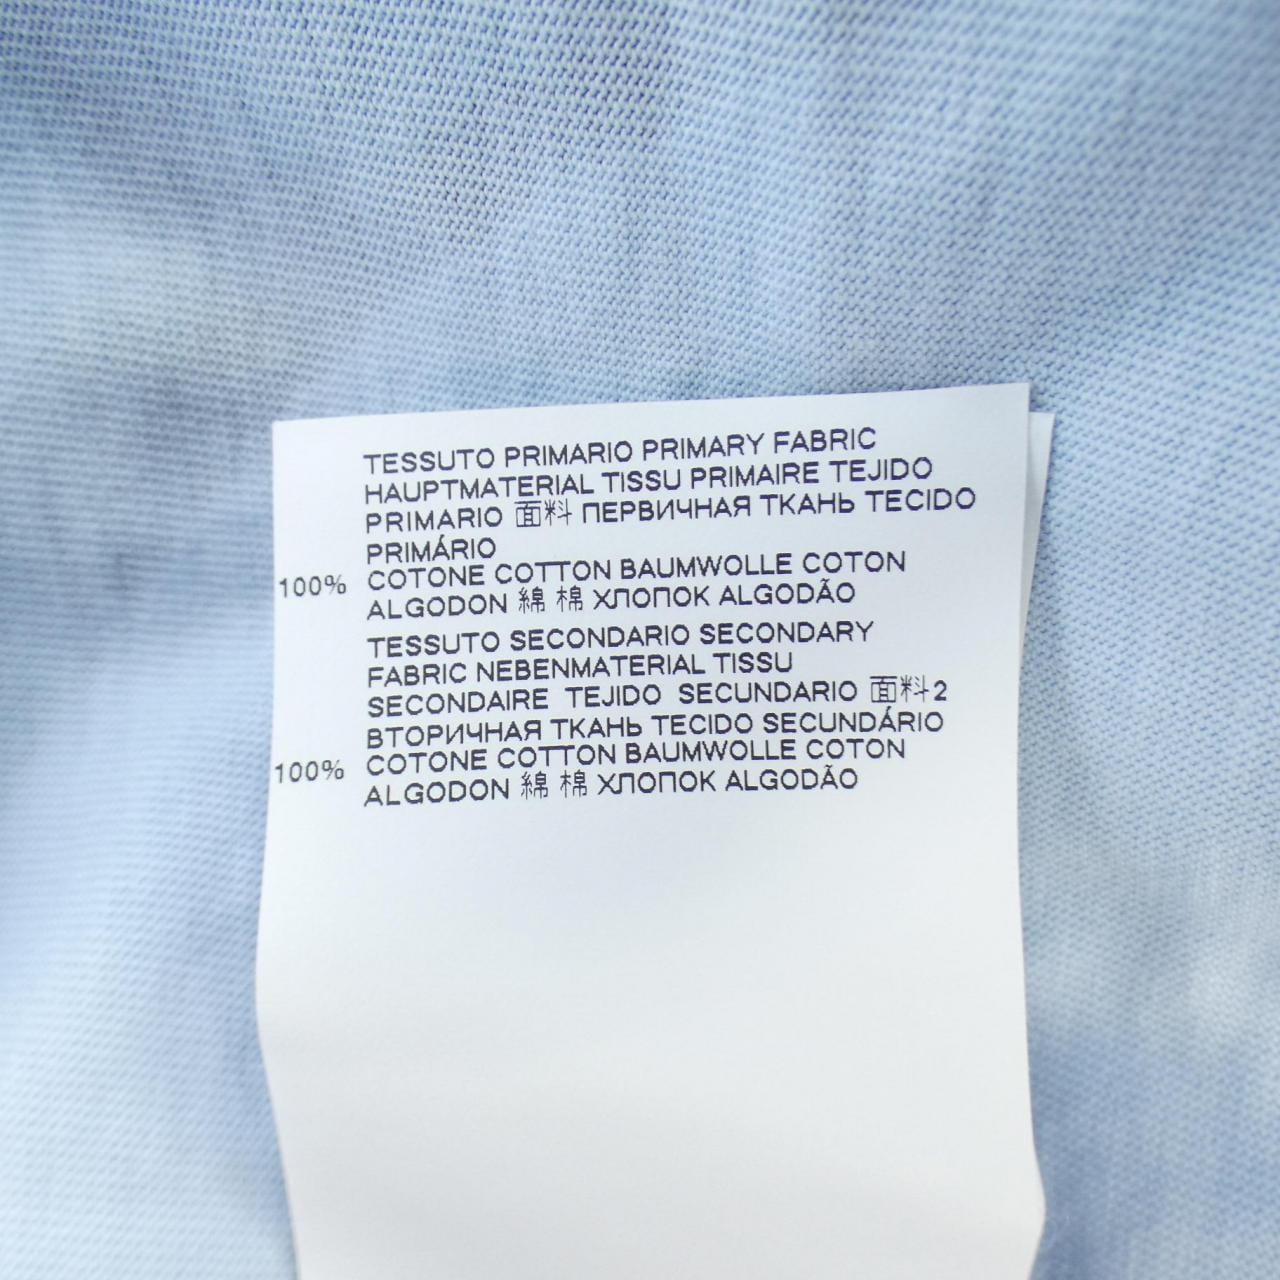 TESSUTO PRIMARIO PRIMARY FABRIC
HAUPTMATERIAL TISSU PRIMAIRE TEJIDO
PRIMARIO 面料 ПЕРВИЧНАЯ ТКАНЬ TECIDO
PRIMÁRIO
100% COTONE COTTON BAUMWOLLE COTON
ALGODON 綿 棉 ХЛОПОК ALGODÃO
TESSUTO SECONDARIO SECONDARY
FABRIC NEBENMATERIAL TISSU
SECONDAIRE TEJIDO SECUNDARIO 面料2
ВТОРИЧНАЯ ТКАНЬ TECIDO SECUNDÁRIO
100% COTONE COTTON BAUMWOLLE COTON
ALGODON 綿 棉 ХЛОПОК ALGODÃO